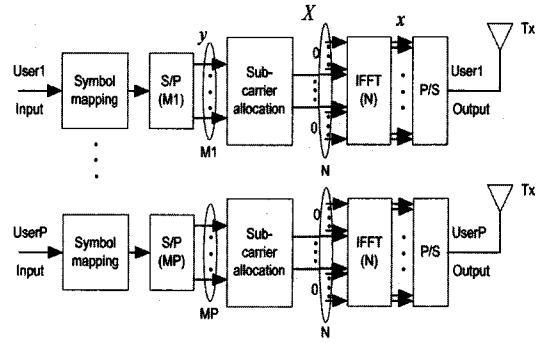 y
X
x
Tx
User1
Input
Symbol
mapping
S/P
(M1)
M1
Sub-
carrier
allocation
0
0
N
IFFT
(N)
P/S
User1
Output
UserP
Input
Symbol
mapping
S/P
(MP)
MP
Sub-
carrier
allocation
0
0
N
IFFT
(N)
P/S
Tx
UserP
Output